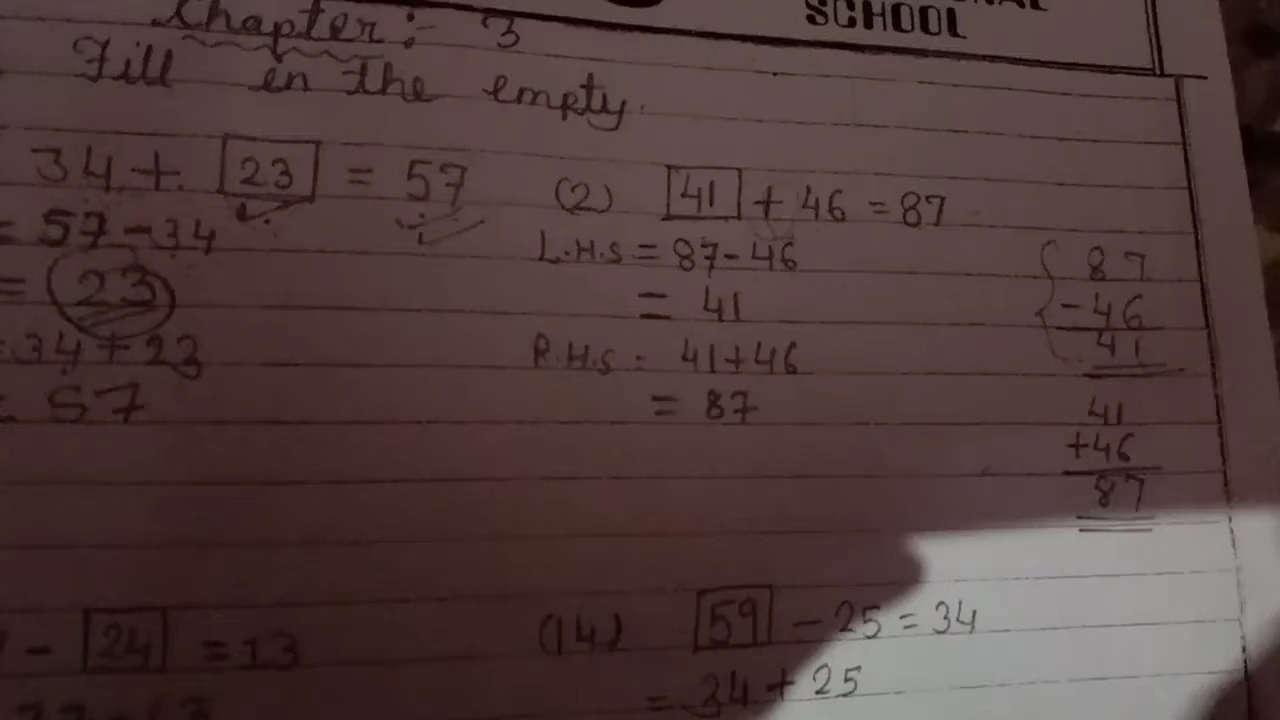 SCHOOL
Chapter:- 3
Fill in the empty.
34 + 23 = 57
= 57 - 34
= 23
= 34 + 23
= 57
(2) 41 + 46 = 87
L.H.S = 87 - 46
= 41
R.H.S = 41 + 46
= 87
87
- 46
41
41
+ 46
87
- 24 = 13
(14) 59 - 25 = 34
= 34 + 25